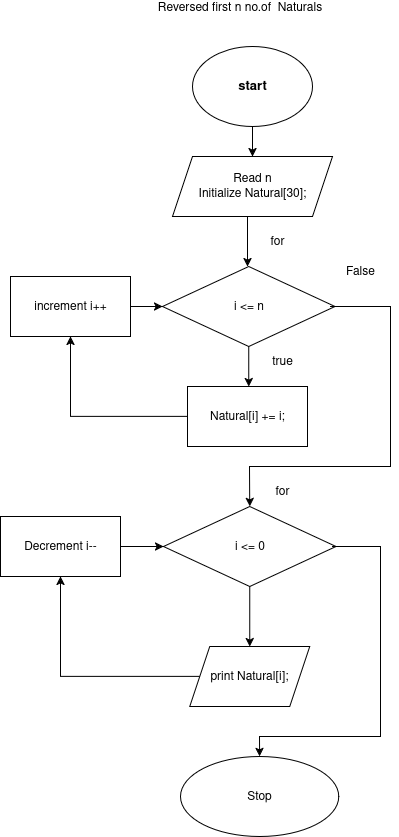 Reversed first n no.of Naturals
start
Read n
Initialize Natural[30];
for
False
i <= n
increment i++
true
Natural[i] += i;
for
i <= 0
Decrement i--
print Natural[i];
Stop